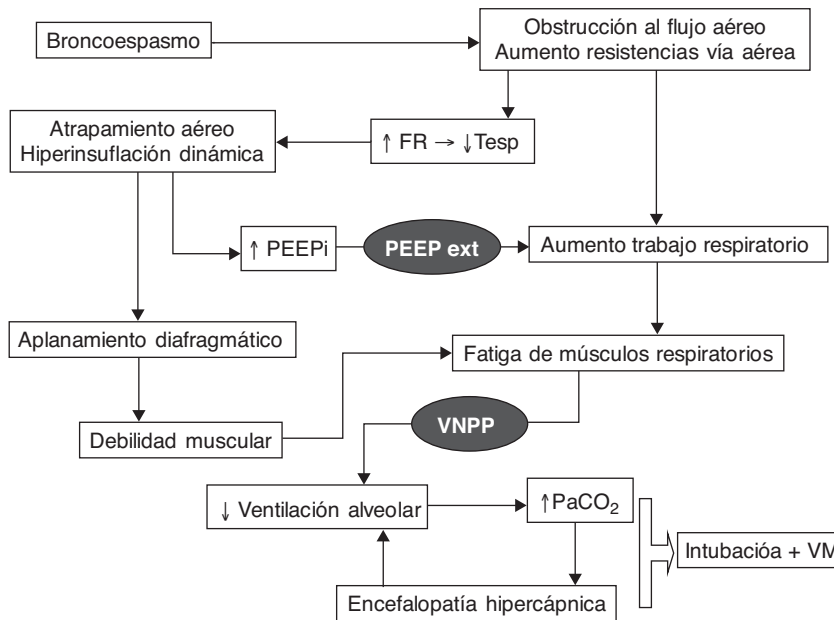 Broncoespasmo
Obstrucción al flujo aéreo
Aumento resistencias vía aérea
Atrapamiento aéreo
Hiperinsuflación dinámica
↑ FR → ↓Tesp
↑ PEEPi
PEEP ext
Aumento trabajo respiratorio
Aplanamiento diafragmático
Fatiga de músculos respiratorios
VNPP
Debilidad muscular
↓ Ventilación alveolar
↑PaCO₂
Intubacióa + VM
Encefalopatía hipercápnica